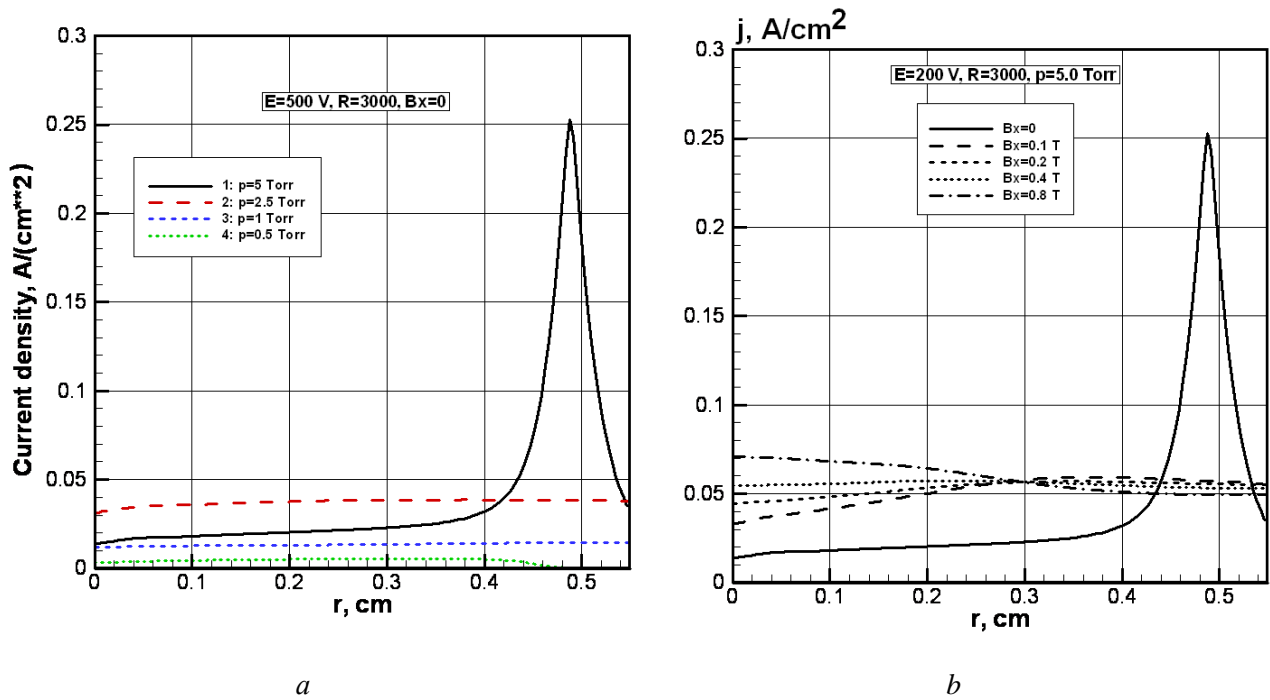 Current density, A/(cm**2)
0.3
0.25
0.2
0.15
0.1
0.05
0
E=500 V, R=3000, Bx=0
1: p=5 Torr
2: p=2.5 Torr
3: p=1 Torr
4: p=0.5 Torr
0 0.1 0.2 0.3 0.4 0.5
r, cm
a
j, A/cm2
0.3
0.25
0.2
0.15
0.1
0.05
0
E=200 V, R=3000, p=5.0 Torr
Bx=0
Bx=0.1 T
Bx=0.2 T
Bx=0.4 T
Bx=0.8 T
0 0.1 0.2 0.3 0.4 0.5
r, cm
b